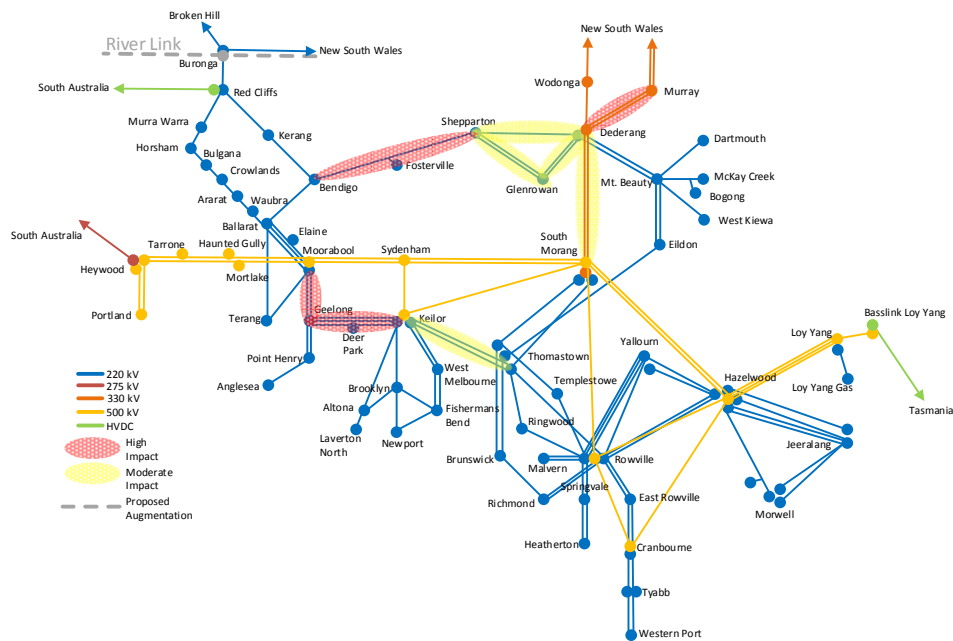 Broken Hill
New South Wales
River Link
New South Wales
Buronga
Wodonga
South Australia
Red Cliffs
Murray
Shepparton
Murra Warra
Kerang
Dederang
Dartmouth
Horsham
Bulgana
Fosterville
Crowlands
Glenrowan
Mt. Beauty
McKay Creek
Bendigo
Bogong
Ararat
Waubra
West Kiewa
Ballarat
Elaine
South Australia
Tarrone
Haunted Gully
Moorabool
Sydenham
South
Morang
Eildon
Heywood
Mortlake
Portland
Terang
Geelong
Keilor
Basslink Loy Yang
Deer
Park
Loy Yang
Point Henry
Thomastown
Yallourn
West
Melbourne
Hazelwood
220 kV
275 kV
330 kV
500 kV
HVDC
High
Impact
Moderate
Impact
Proposed
Augmentation
Anglesea
Brooklyn
Templestowe
Loy Yang Gas
Altona
Fishermans
Bend
Tasmania
Laverton
North
Newport
Ringwood
Jeeralang
Brunswick
Malvern
Rowville
Springvale
Richmond
East Rowville
Morwell
Heatherton
Cranbourne
Tyabb
Western Port